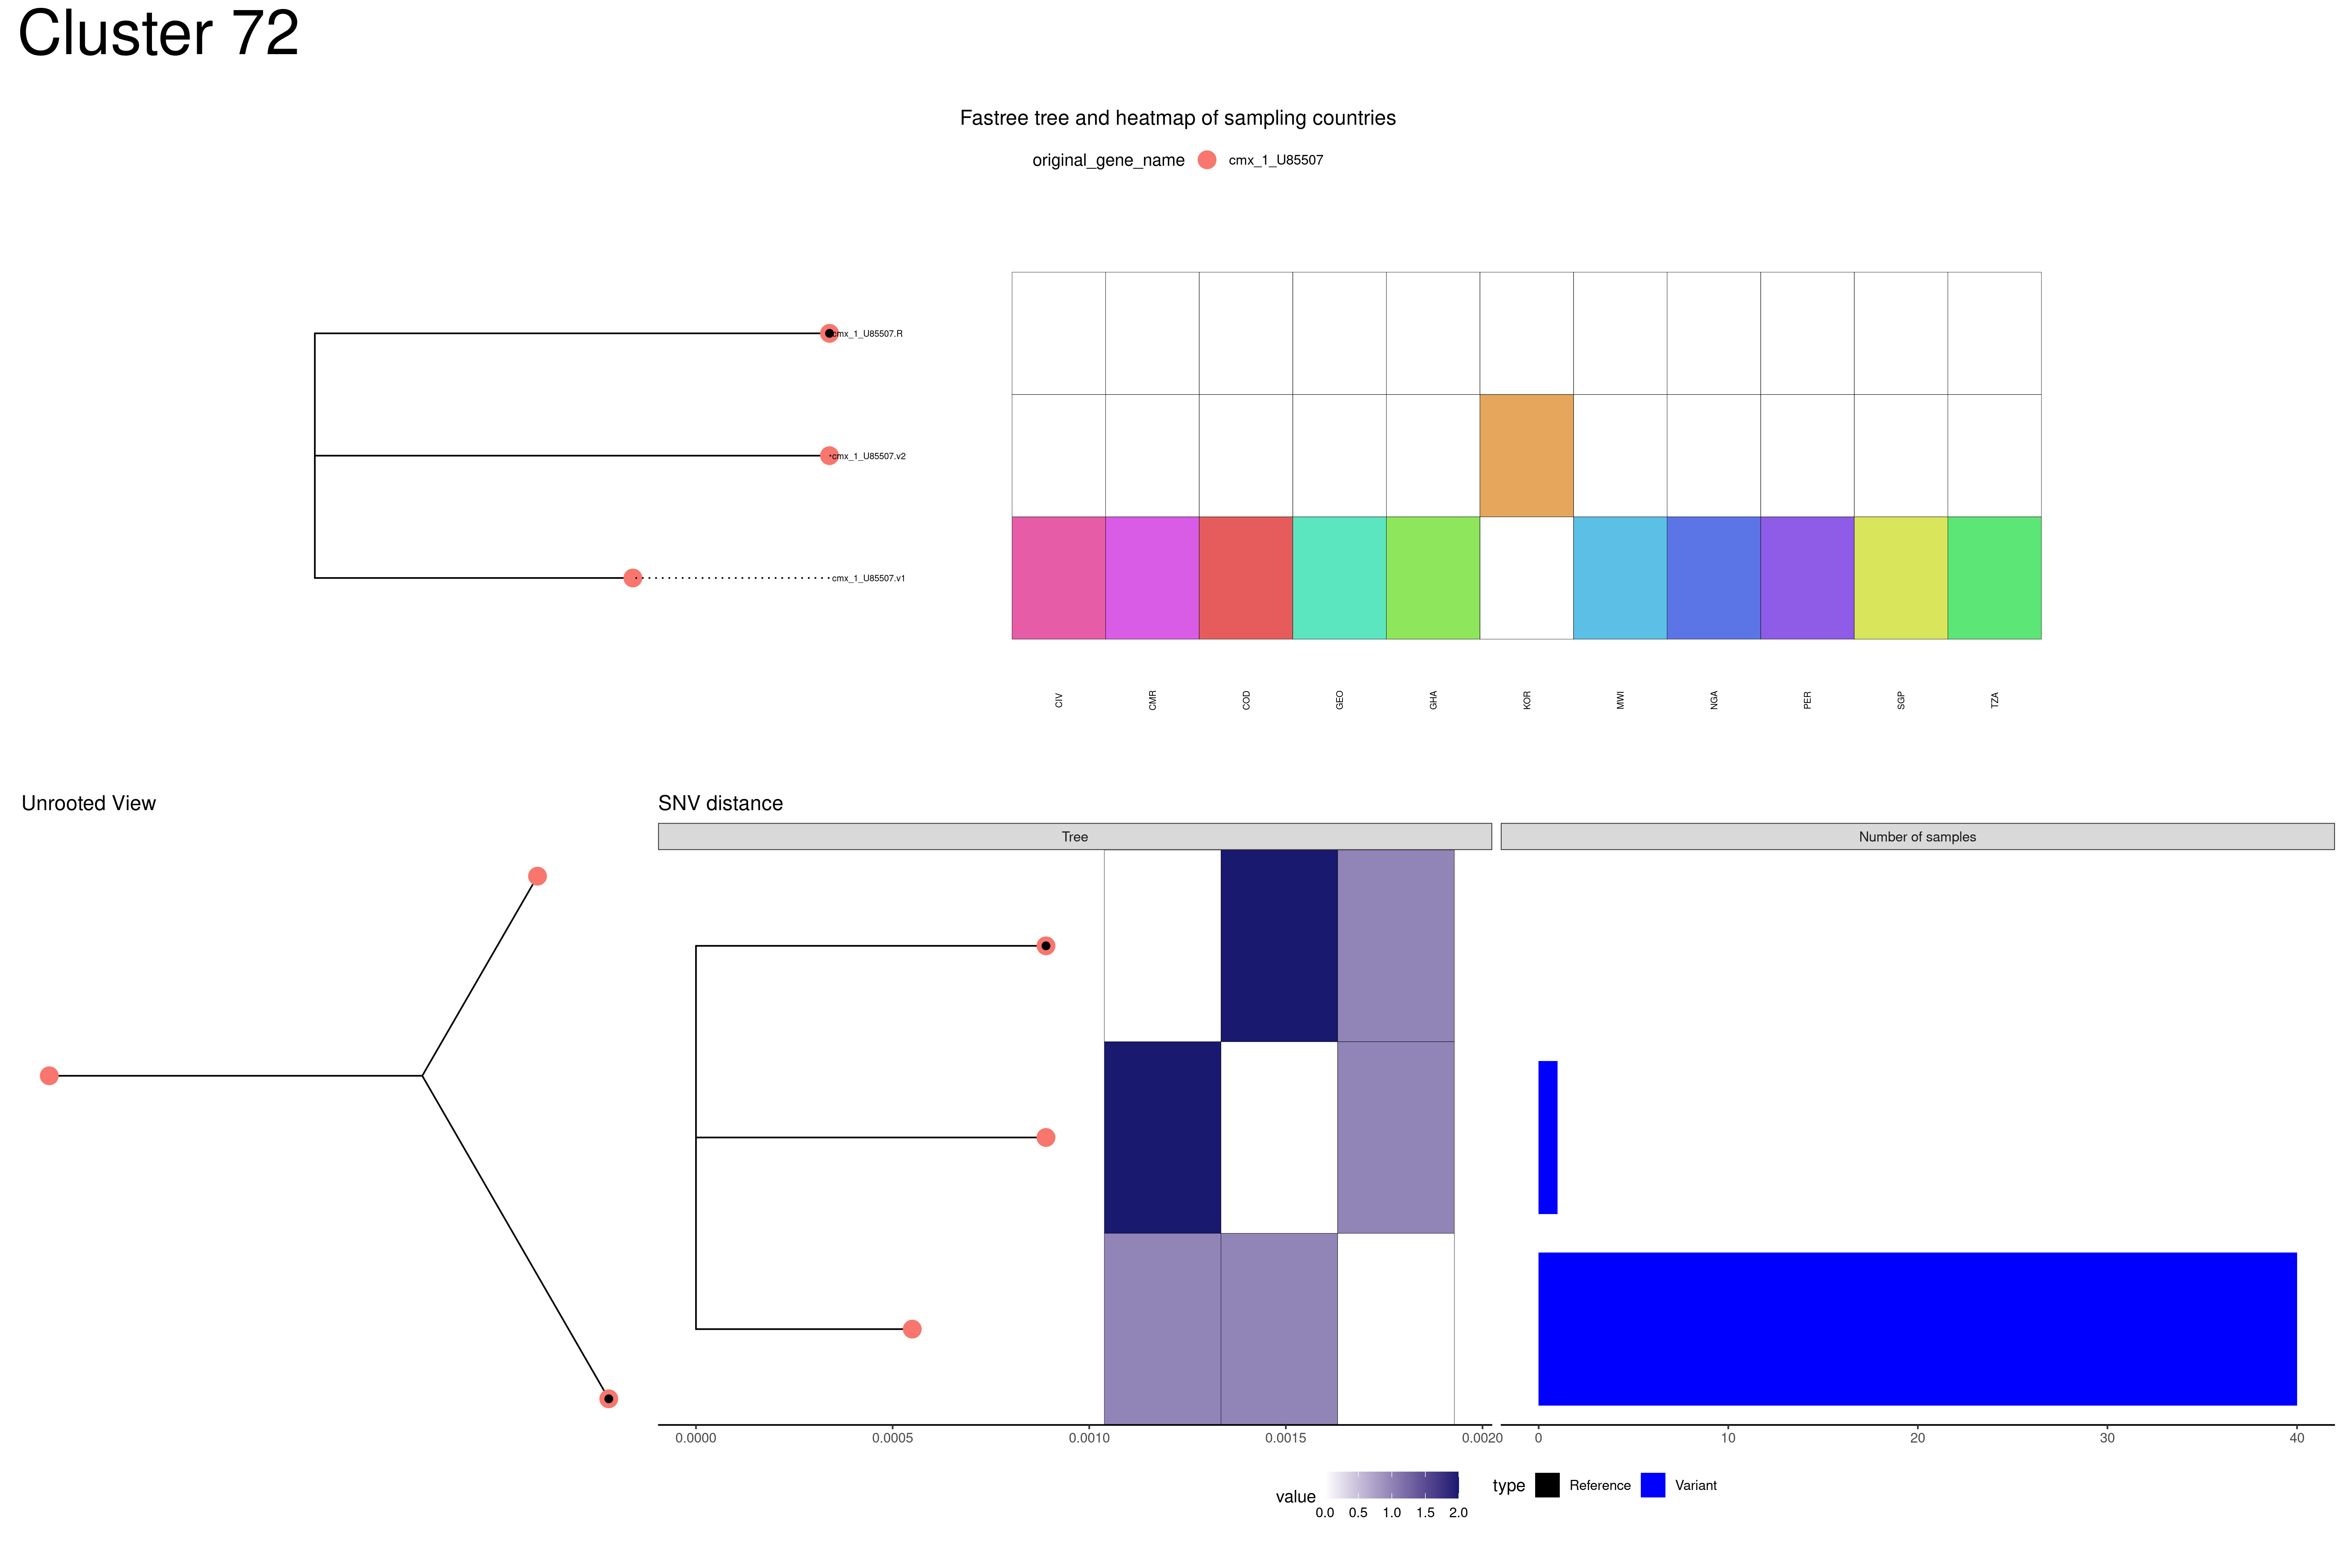 Cluster 72
Fastree tree and heatmap of sampling countries
original_gene_name cmx_1_U85507
cmx_1_U85507.R
cmx_1_U85507.v2
cmx_1_U85507.v1
CIV CMR COD GEO GHA KOR MWI NGA PER SGP TZA
Unrooted View
SNV distance
Tree
Number of samples
0.0000 0.0005 0.0010 0.0015 0.0020
0 10 20 30 40
value
0.0 0.5 1.0 1.5 2.0
type Reference Variant